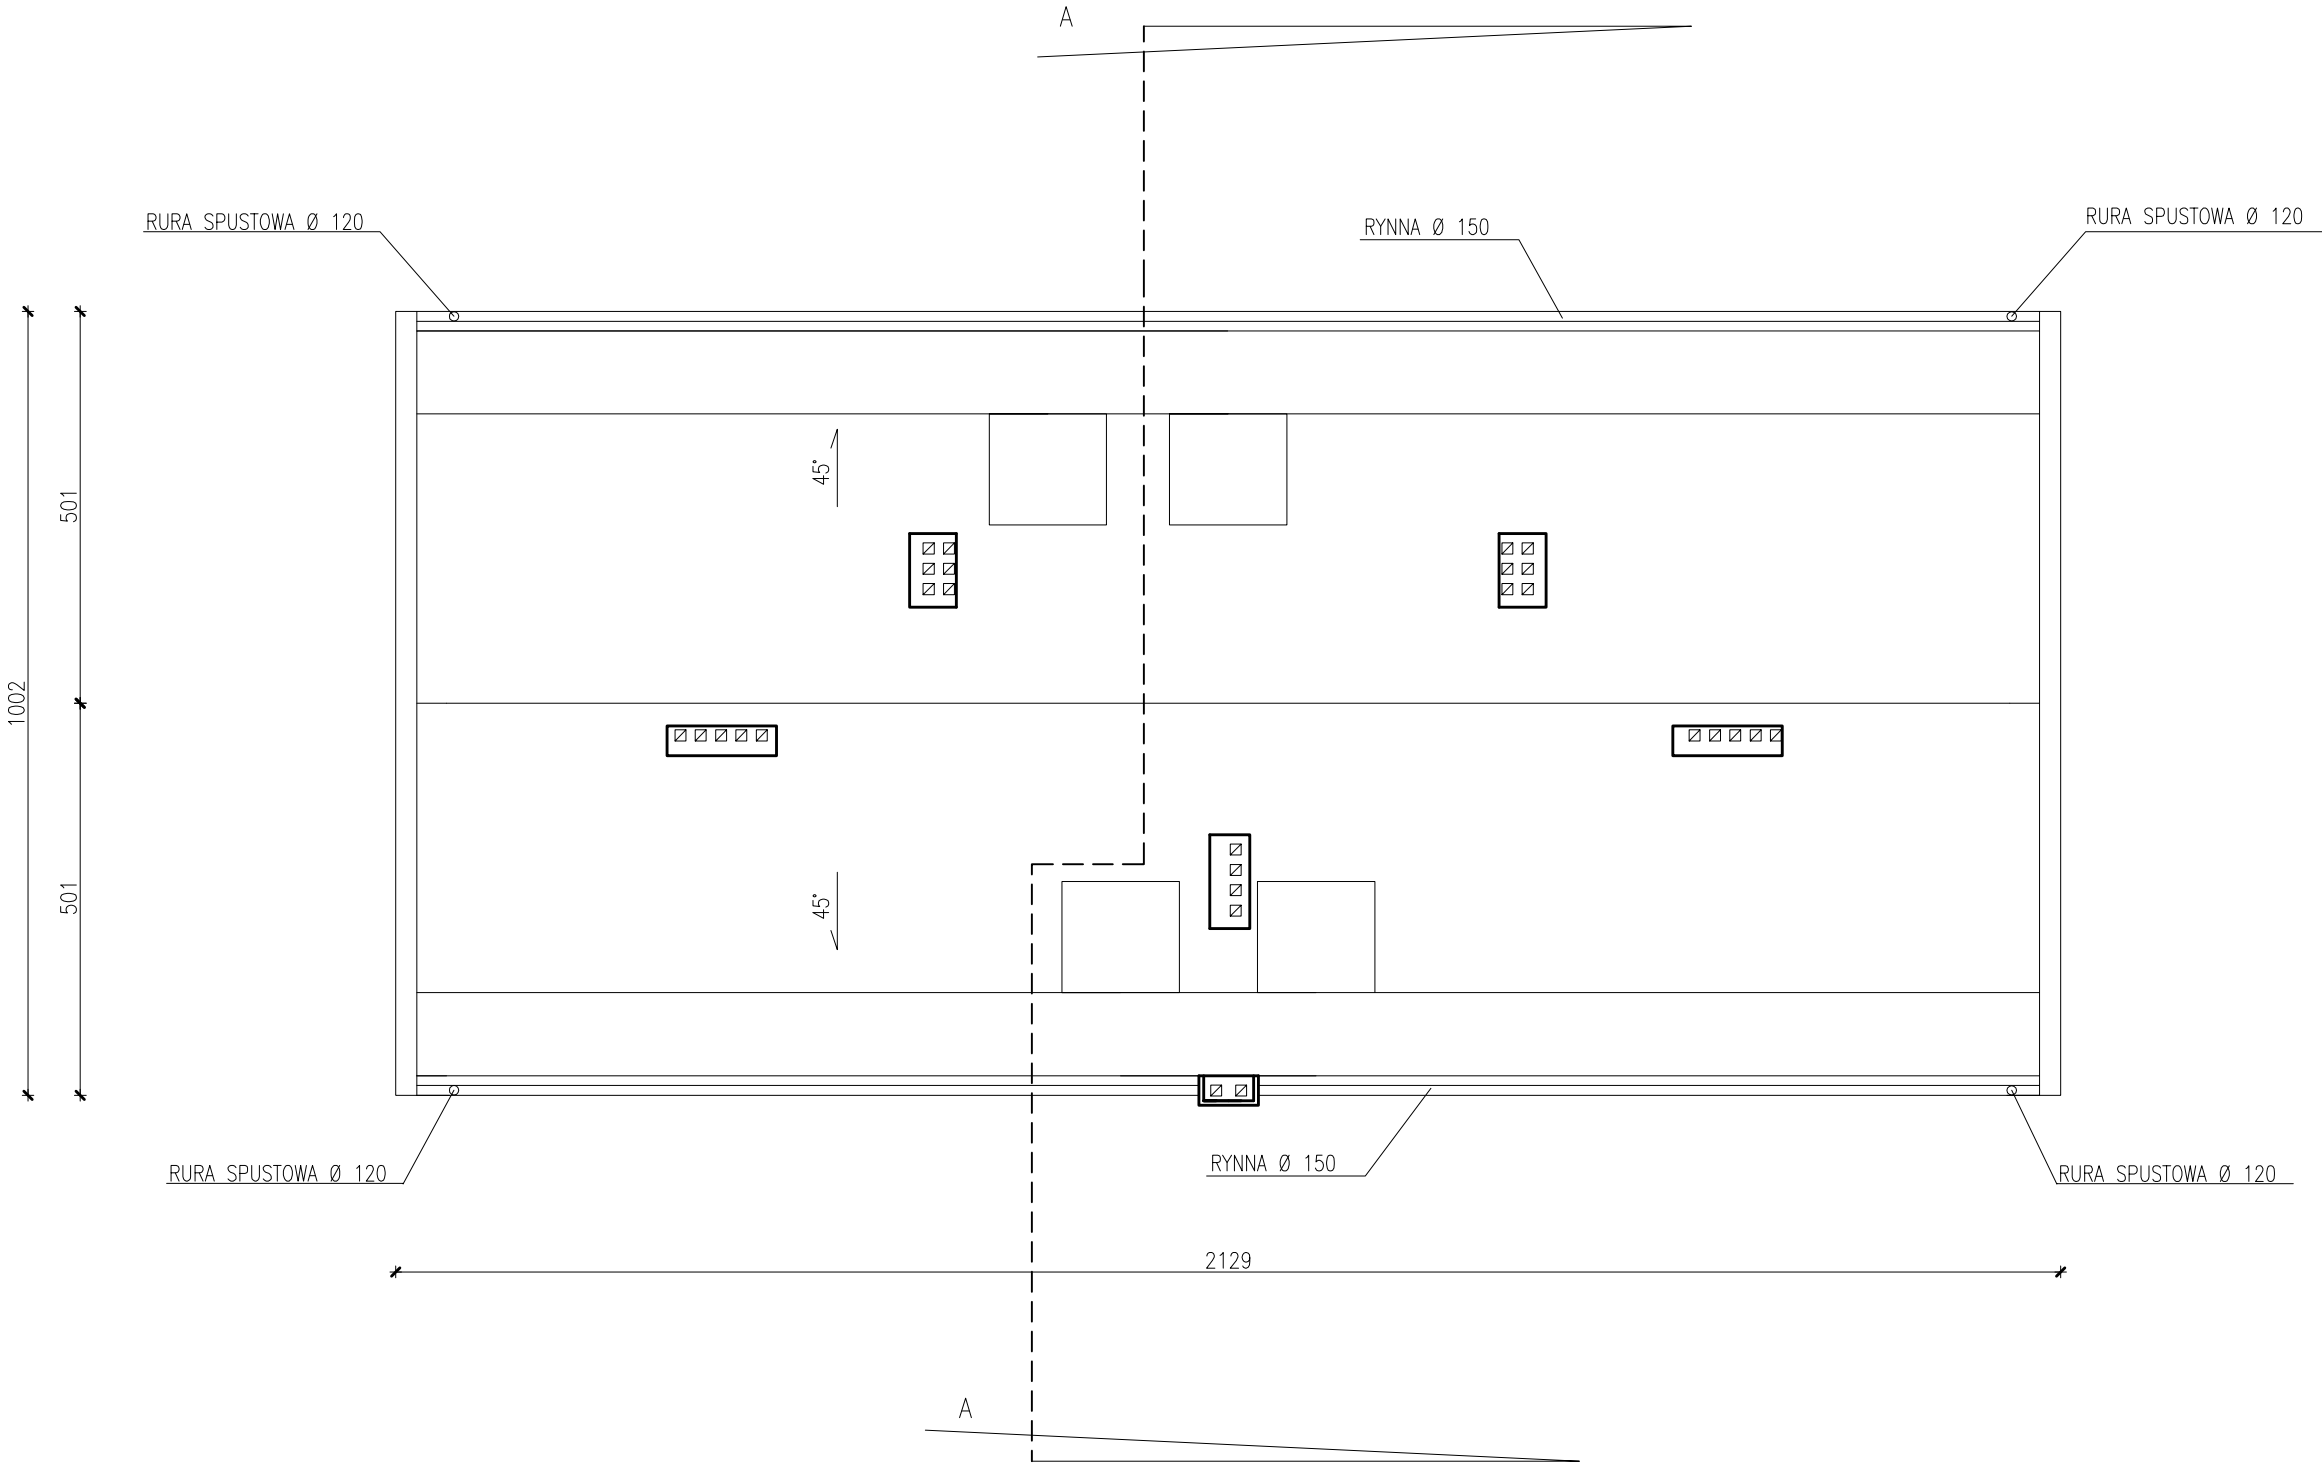 A
RURA SPUSTOWA Ø 120
RYNNA Ø 150
RURA SPUSTOWA Ø 120
45°
501
1002
45°
501
RYNNA Ø 150
RURA SPUSTOWA Ø 120
RURA SPUSTOWA Ø 120
2129
A